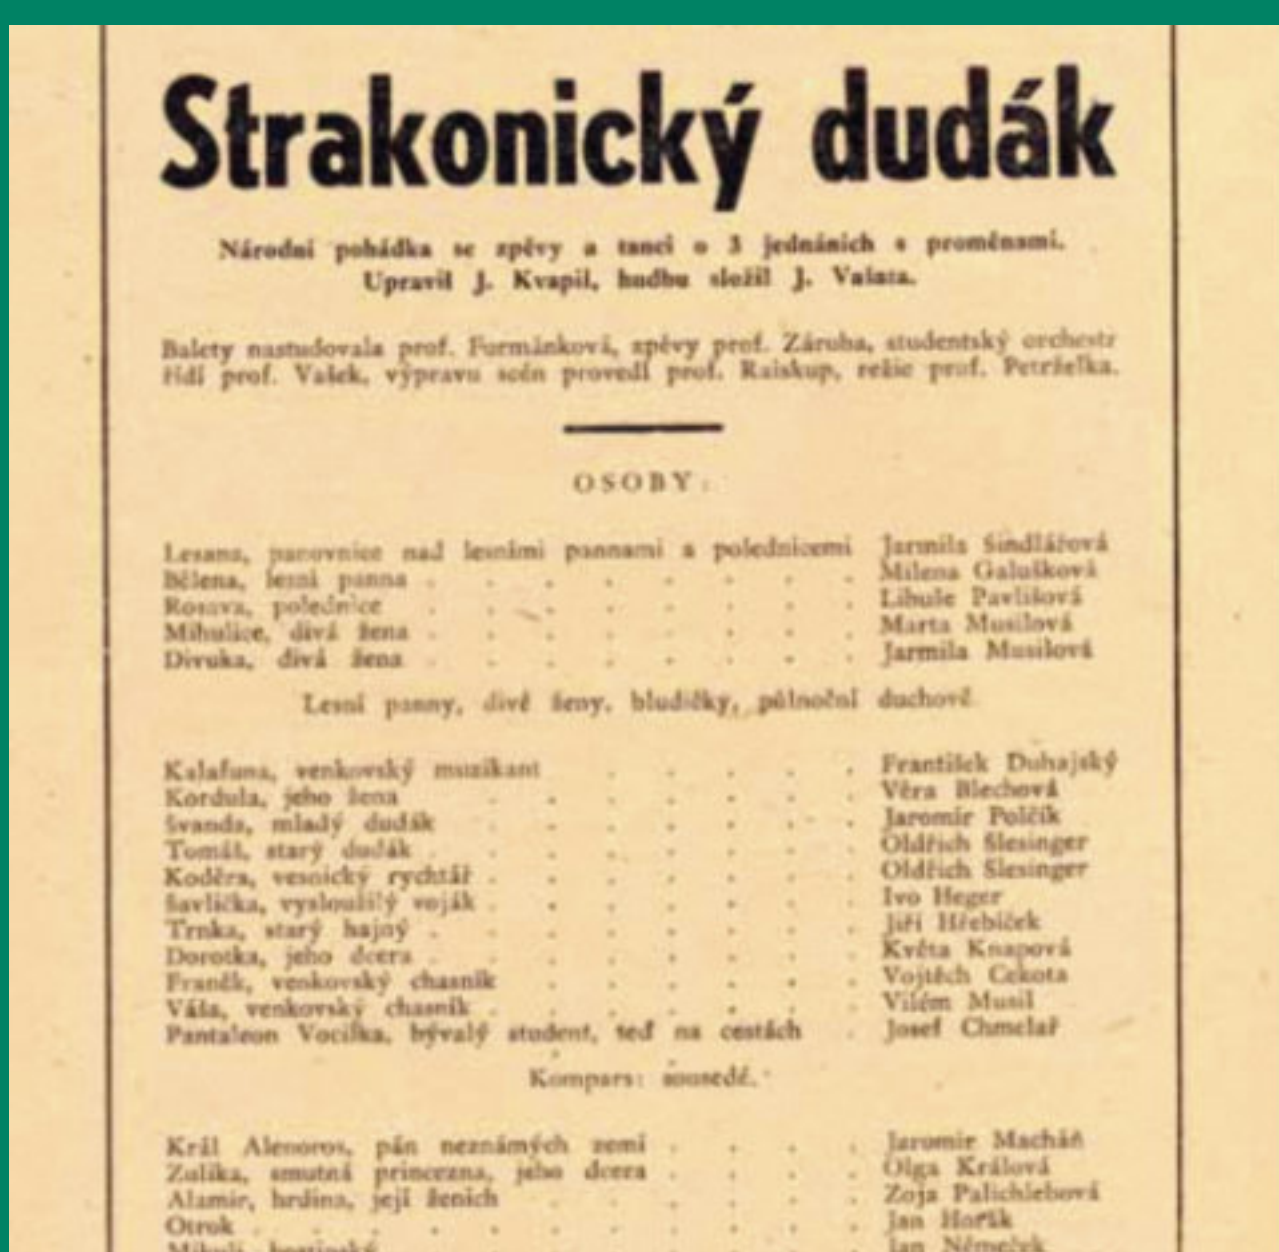 Strakonický dudák
Národní pohádka se zpěvy a tanci o 3 jednáních s proměnami.
Upravil J. Kvapil, hudbu složil J. Vašata.
Balety nastudovala prof. Formánková, zpěvy prof. Záruba, studentský orchestr
řídí prof. Vašek, výpravu scén provedl prof. Raiskup, režie prof. Petrželka.
OSOBY:
Lesana, panovnice nad lesními pannami a polednicemi Jarmila Šindlářová
Bělena, lesní panna . . . . . . . . Milena Galušková
Rosava, polednice . . . . . . . . Libuše Pavlišová
Mihulice, divá žena . . . . . . . . Marta Musilová
Divuka, divá žena . . . . . . . . Jarmila Musilová
Lesní panny, divé ženy, bludičky, půlnoční duchové
Kalafuna, venkovský muzikant . . . . . František Duhajský
Kordula, jeho žena . . . . . . . Věra Blechová
Švanda, mladý dudák . . . . . . . Jaromír Polčík
Tomáš, starý dudák . . . . . . . . Oldřich Šlesinger
Koděra, vesnický rychtář . . . . . . . Oldřich Šlesinger
Šavlička, vysloužilý voják . . . . . . . Ivo Heger
Trnka, starý hajný . . . . . . . . Jiří Hřebíček
Dorotka, jeho dcera . . . . . . . . Květa Knapová
Franěk, venkovský chasník . . . . . . Vojtěch Cekota
Váša, venkovský chasník . . . . . . . Vilém Musil
Pantaleon Vocilka, bývalý student, teď na cestách . Josef Chmelař
Kompars: sousedé.
Král Alenoros, pán neznámých zemí . . . . Jaromír Macháň
Zulika, smutná princezna, jeho dcera . . . . Olga Králová
Alamir, hrdina, její ženich . . . . . . Zoja Palichlebová
Otrok . . . . . . . . . . . Jan Hořák
Jan Němeček